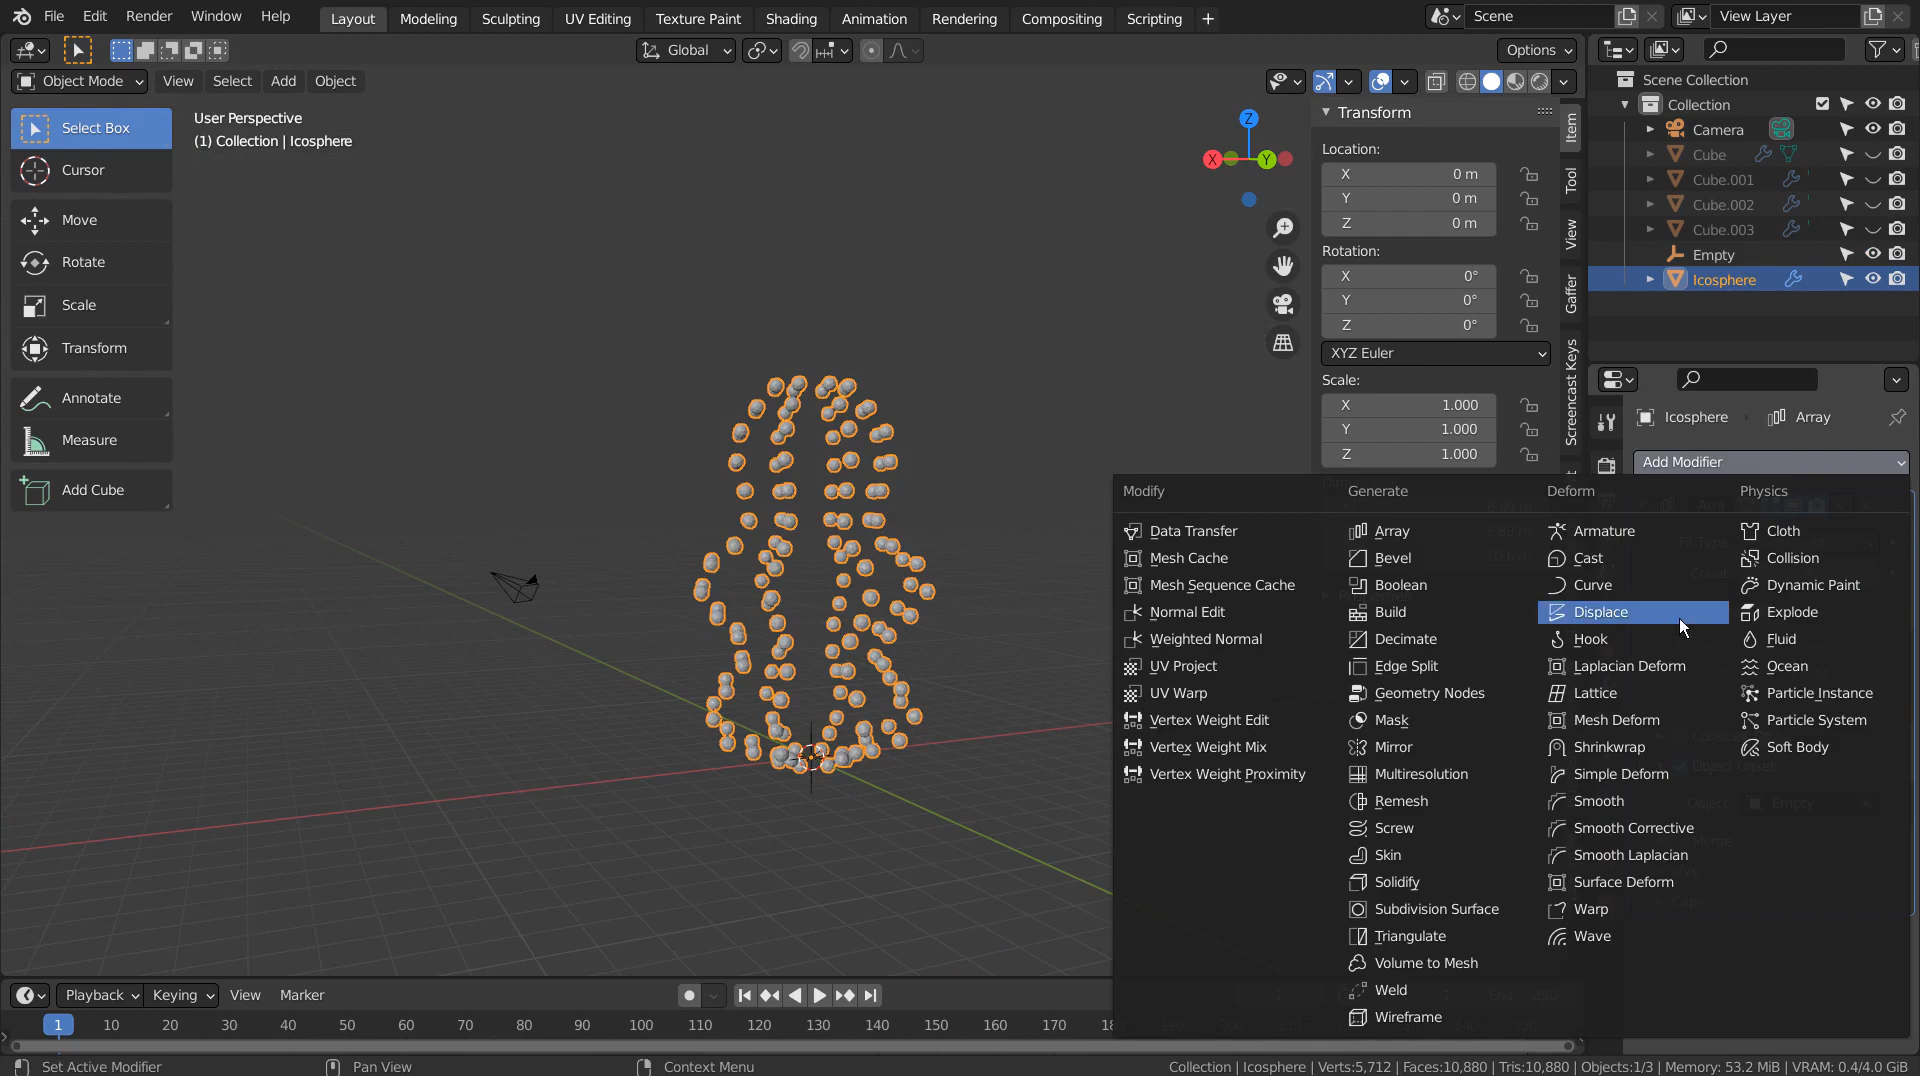 File Edit Render Window Help Layout Modeling Sculpting UV Editing Texture Paint Shading Animation Rendering Compositing Scripting + Scene View Layer
Global Options
Object Mode View Select Add Object
Scene Collection
Collection
Camera
Cube
Cube.001
Cube.002
Cube.003
Empty
Icosphere
Select Box
Cursor
Move
Rotate
Scale
Transform
Annotate
Measure
Add Cube
User Perspective
(1) Collection | Icosphere
Z
X Y
Transform
Location:
X 0 m
Y 0 m
Z 0 m
Rotation:
X 0°
Y 0°
Z 0°
XYZ Euler
Scale:
X 1.000
Y 1.000
Z 1.000
Item
Tool
View
Gaffer
Screencast Keys
Icosphere Array
Add Modifier
Modify
Data Transfer
Mesh Cache
Mesh Sequence Cache
Normal Edit
Weighted Normal
UV Project
UV Warp
Vertex Weight Edit
Vertex Weight Mix
Vertex Weight Proximity
Generate
Array
Bevel
Boolean
Build
Decimate
Edge Split
Geometry Nodes
Mask
Mirror
Multiresolution
Remesh
Screw
Skin
Solidify
Subdivision Surface
Triangulate
Volume to Mesh
Weld
Wireframe
Deform
Armature
Cast
Curve
Displace
Hook
Laplacian Deform
Lattice
Mesh Deform
Shrinkwrap
Simple Deform
Smooth
Smooth Corrective
Smooth Laplacian
Surface Deform
Warp
Wave
Physics
Cloth
Collision
Dynamic Paint
Explode
Fluid
Ocean
Particle Instance
Particle System
Soft Body
Object Offset
Object Empty
Playback Keying View Marker
End 250
1 10 20 30 40 50 60 70 80 90 100 110 120 130 140 150 160 170
Set Active Modifier Pan View Context Menu Collection | Icosphere | Verts:5,712 | Faces:10,880 | Tris:10,880 | Objects:1/3 | Memory: 53.2 MiB | VRAM: 0.4/4.0 GiB